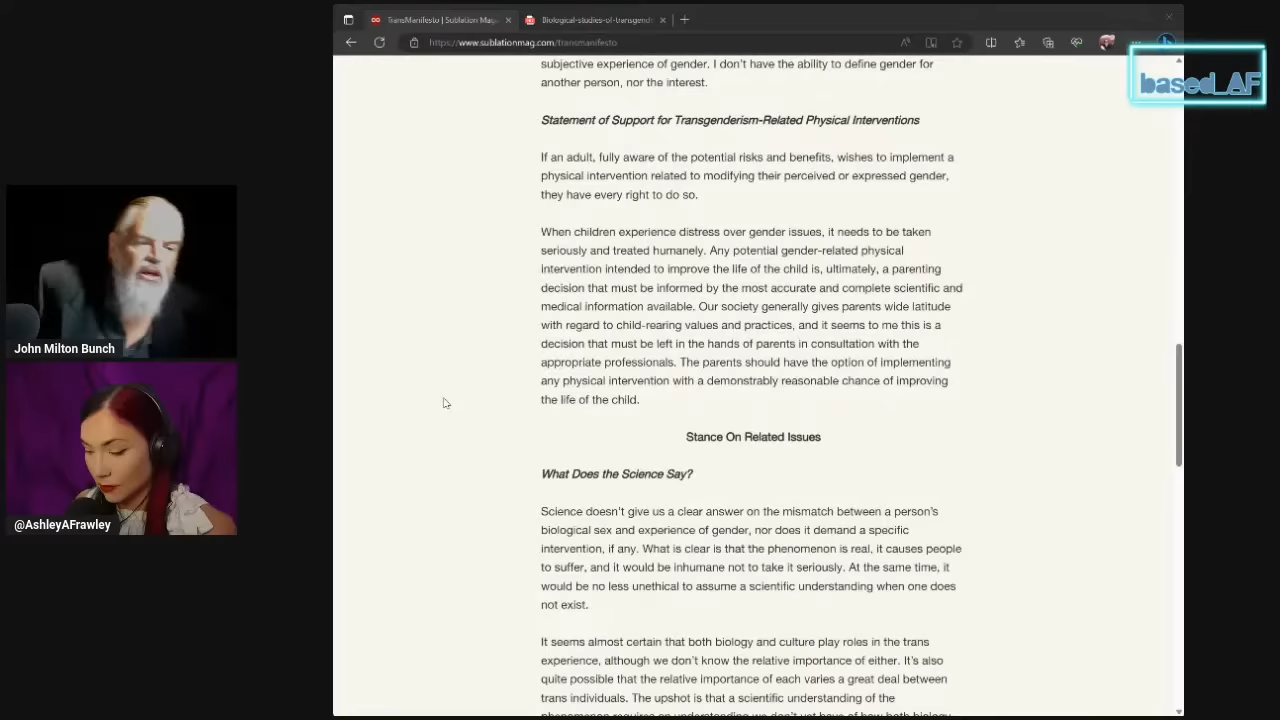 TransManifesto | Sublation Mag
Biological-studies-of-transgend
https://www.sublationmag.com/transmanifesto
based_AF
subjective experience of gender. I don't have the ability to define gender for
another person, nor the interest.
Statement of Support for Transgenderism-Related Physical Interventions
If an adult, fully aware of the potential risks and benefits, wishes to implement a
physical intervention related to modifying their perceived or expressed gender,
they have every right to do so.
When children experience distress over gender issues, it needs to be taken
seriously and treated humanely. Any potential gender-related physical
intervention intended to improve the life of the child is, ultimately, a parenting
decision that must be informed by the most accurate and complete scientific and
medical information available. Our society generally gives parents wide latitude
with regard to child-rearing values and practices, and it seems to me this is a
decision that must be left in the hands of parents in consultation with the
appropriate professionals. The parents should have the option of implementing
any physical intervention with a demonstrably reasonable chance of improving
the life of the child.
Stance On Related Issues
What Does the Science Say?
Science doesn't give us a clear answer on the mismatch between a person's
biological sex and experience of gender, nor does it demand a specific
intervention, if any. What is clear is that the phenomenon is real, it causes people
to suffer, and it would be inhumane not to take it seriously. At the same time, it
would be no less unethical to assume a scientific understanding when one does
not exist.
It seems almost certain that both biology and culture play roles in the trans
experience, although we don't know the relative importance of either. It's also
quite possible that the relative importance of each varies a great deal between
trans individuals. The upshot is that a scientific understanding of the
phenomenon requires an understanding we don't yet have of how both biology
John Milton Bunch
@AshleyAFrawley